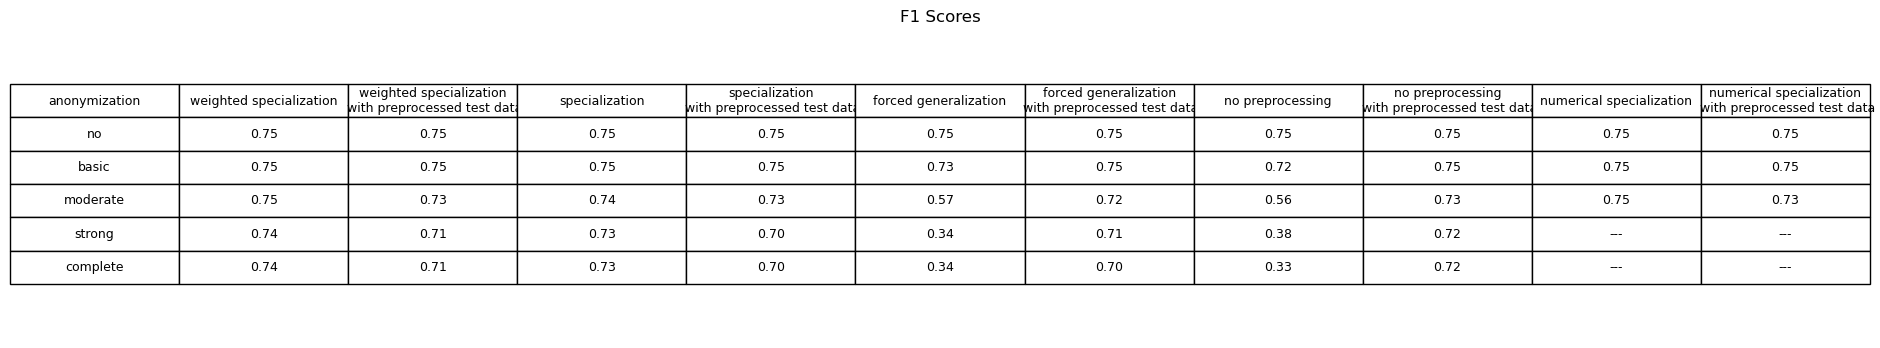 F1 Scores
anonymization weighted specialization weighted specialization with preprocessed test data specialization specialization with preprocessed test data forced generalization forced generalization with preprocessed test data no preprocessing no preprocessing with preprocessed test data numerical specialization numerical specialization with preprocessed test data
no 0.75 0.75 0.75 0.75 0.75 0.75 0.75 0.75 0.75 0.75
basic 0.75 0.75 0.75 0.75 0.73 0.75 0.72 0.75 0.75 0.75
moderate 0.75 0.73 0.74 0.73 0.57 0.72 0.56 0.73 0.75 0.73
strong 0.74 0.71 0.73 0.70 0.34 0.71 0.38 0.72 --- ---
complete 0.74 0.71 0.73 0.70 0.34 0.70 0.33 0.72 --- ---